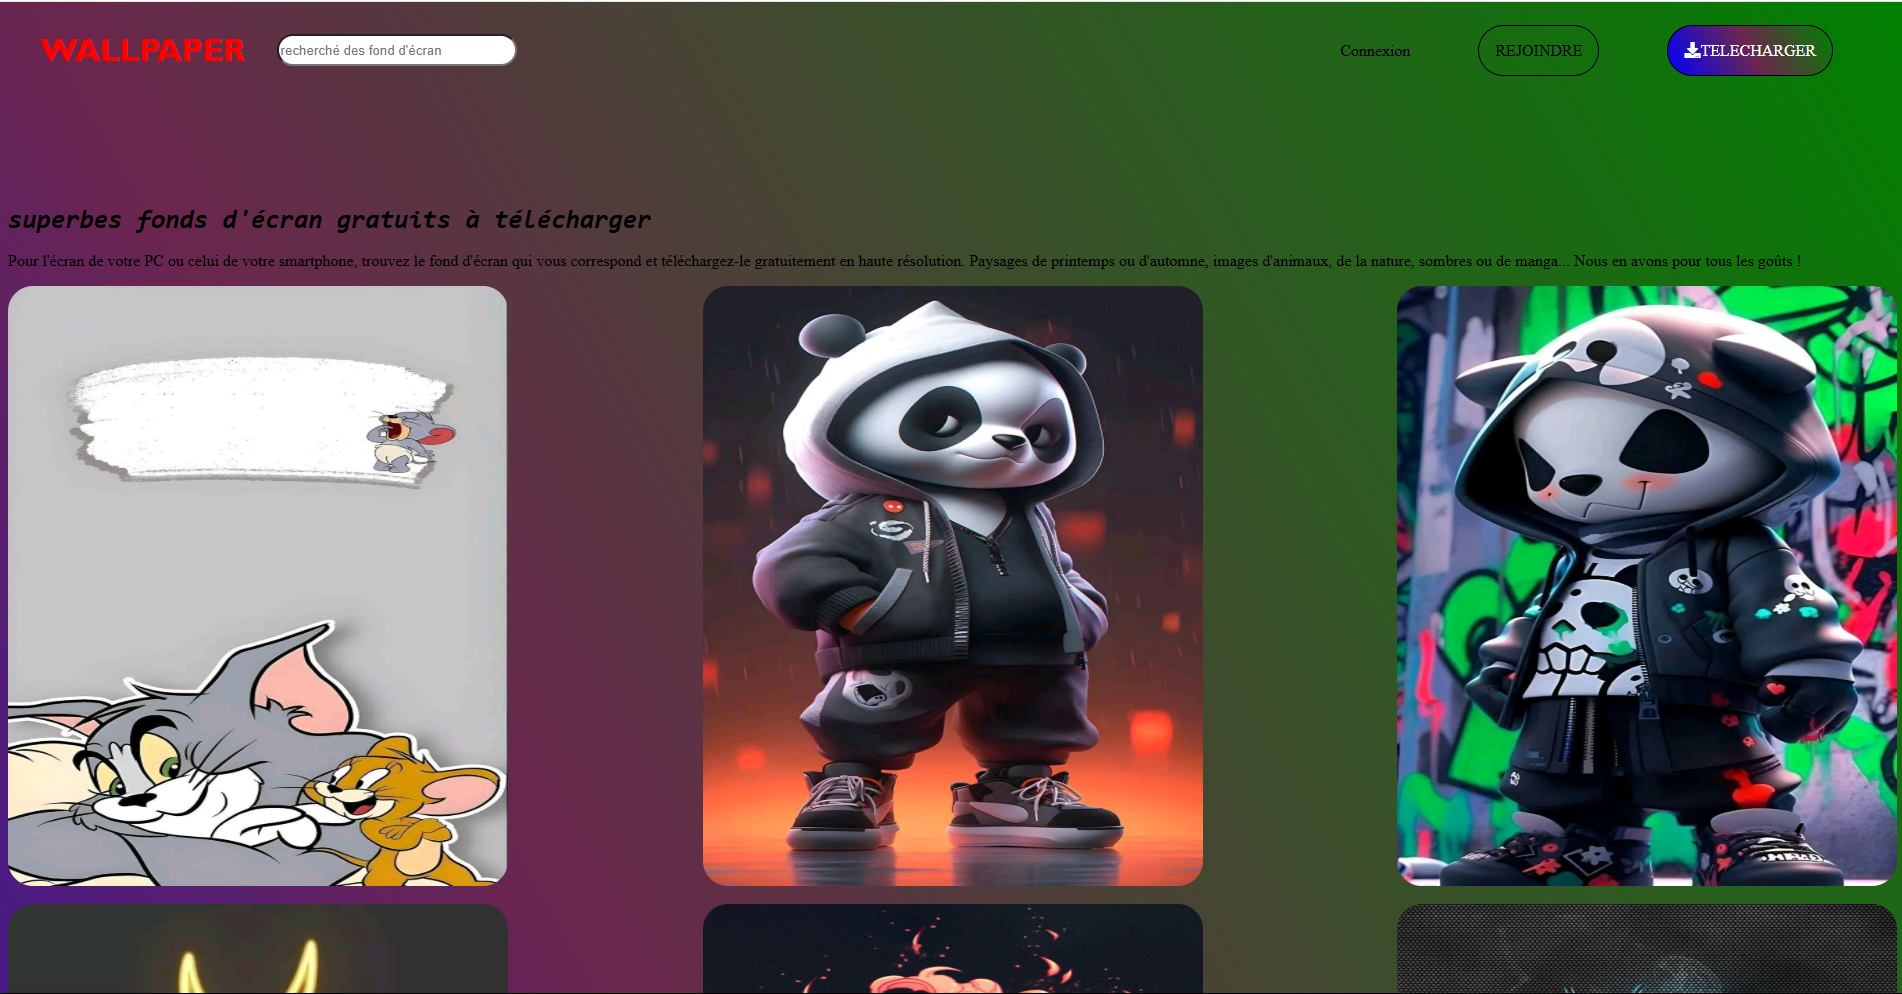 WALLPAPER recherché des fond d'écran Connexion REJOINDRE TELECHARGER
superbes fonds d'écran gratuits à télécharger
Pour l'écran de votre PC ou celui de votre smartphone, trouvez le fond d'écran qui vous correspond et téléchargez-le gratuitement en haute résolution. Paysages de printemps ou d'automne, images d'animaux, de la nature, sombres ou de manga... Nous en avons pour tous les goûts !